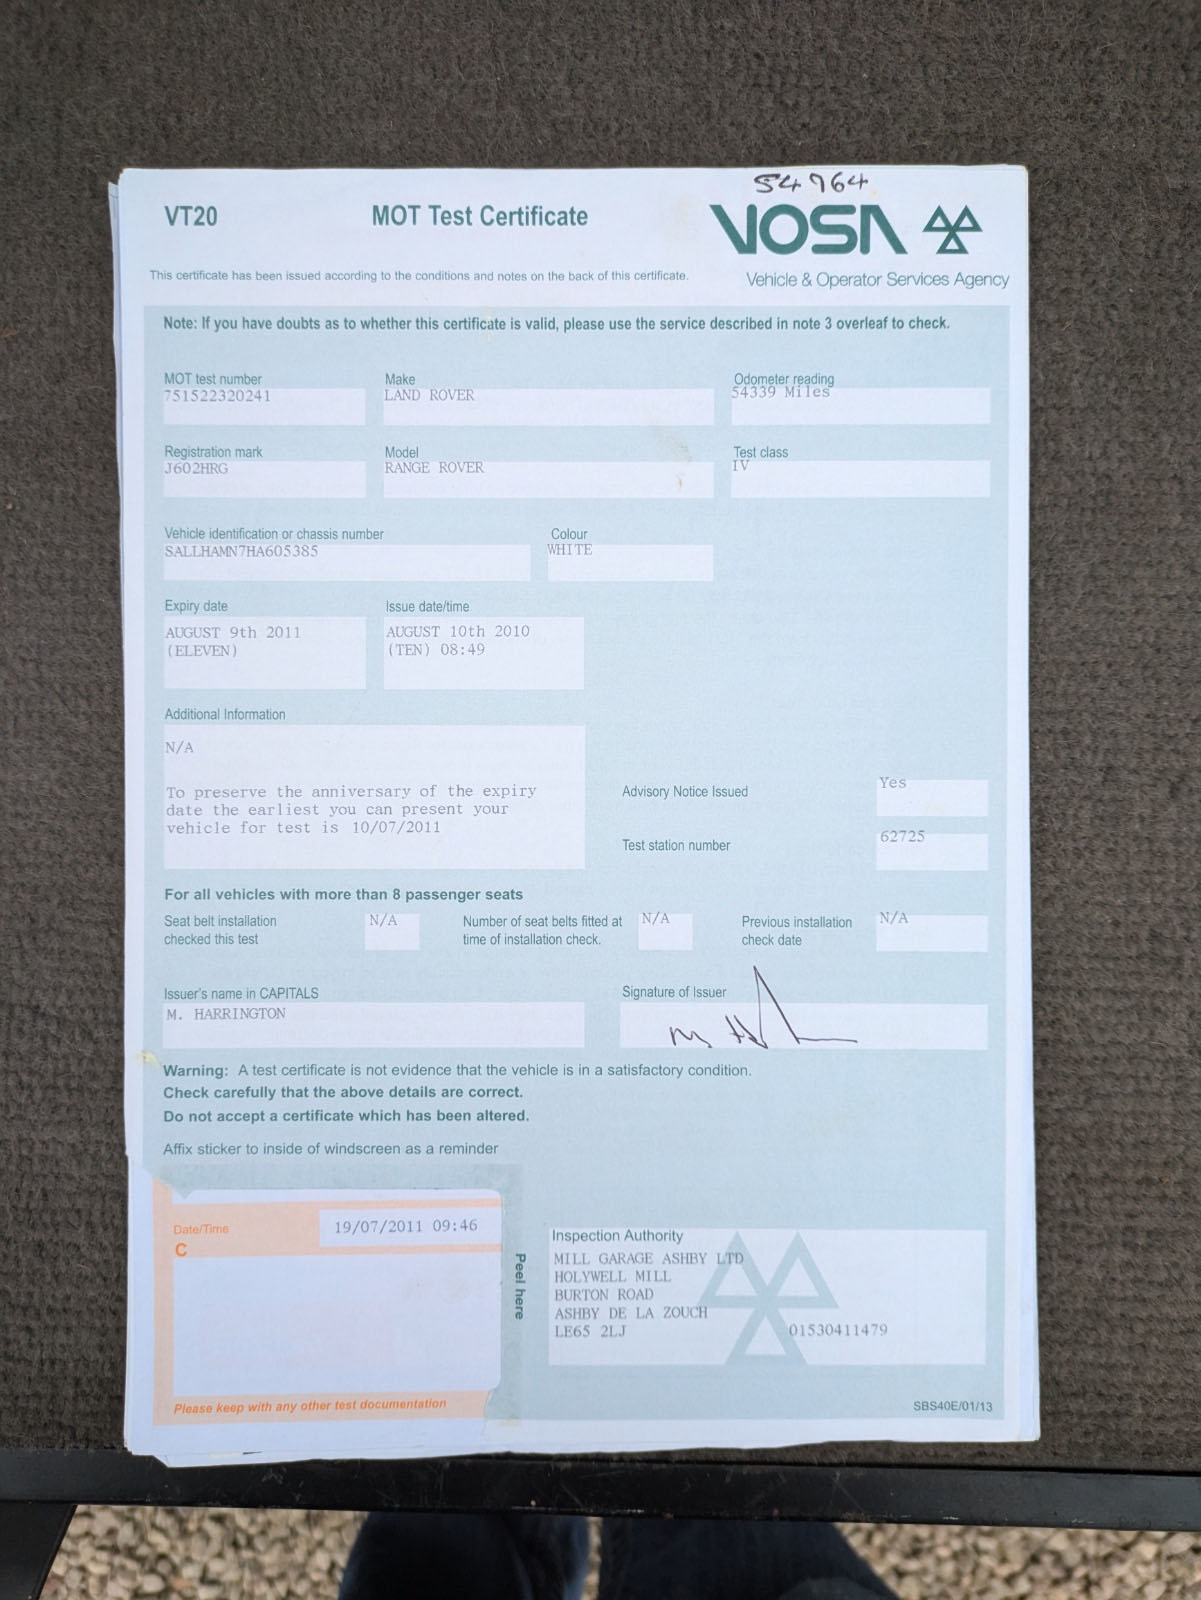 54764
VT20
MOT Test Certificate
VOSA
This certificate has been issued according to the conditions and notes on the back of this certificate.
Vehicle & Operator Services Agency
Note: If you have doubts as to whether this certificate is valid, please use the service described in note 3 overleaf to check.
MOT test number
751522320241
Make
LAND ROVER
Odometer reading
54339 Miles
Registration mark
J602HRG
Model
RANGE ROVER
Test class
IV
Vehicle identification or chassis number
SALLHAMN7HA605385
Colour
WHITE
Expiry date
AUGUST 9th 2011
(ELEVEN)
Issue date/time
AUGUST 10th 2010
(TEN) 08:49
Additional Information
N/A
To preserve the anniversary of the expiry
date the earliest you can present your
vehicle for test is 10/07/2011
Advisory Notice Issued
Yes
Test station number
62725
For all vehicles with more than 8 passenger seats
Seat belt installation
checked this test
N/A
Number of seat belts fitted at
time of installation check.
N/A
Previous installation
check date
N/A
Issuer's name in CAPITALS
M. HARRINGTON
Signature of Issuer
Warning: A test certificate is not evidence that the vehicle is in a satisfactory condition.
Check carefully that the above details are correct.
Do not accept a certificate which has been altered.
Affix sticker to inside of windscreen as a reminder
Date/Time
19/07/2011 09:46
C
Peel here
Please keep with any other test documentation
Inspection Authority
MILL GARAGE ASHBY LTD
HOLYWELL MILL
BURTON ROAD
ASHBY DE LA ZOUCH
LE65 2LJ
01530411479
SBS40E/01/13